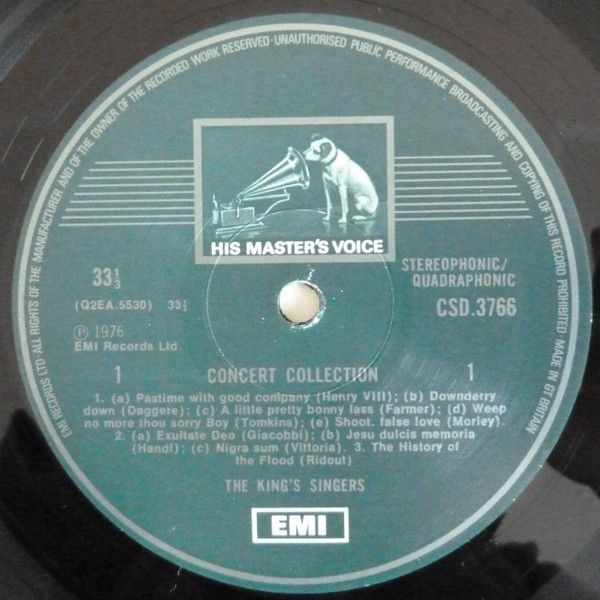 EMI RECORDS LTD ALL RIGHTS OF THE MANUFACTURER AND OF THE OWNER OF THE RECORDED WORK RESERVED·UNAUTHORISED PUBLIC PERFORMANCE BROADCASTING AND COPYING OF THIS RECORD PROHIBITED MADE IN GT BRITAIN
HIS MASTER'S VOICE
33⅓
STEREOPHONIC/
QUADRAPHONIC
(Q2EA.5530) 33⅓
CSD.3766
Ⓟ 1976
EMI Records Ltd.
1 CONCERT COLLECTION 1
1. (a) Pastime with good company (Henry VIII); (b) Downderry
down (Daggere); (c) A little pretty bonny lass (Farmer); (d) Weep
no more thou sorry Boy (Tomkins); (e) Shoot. false love (Morley).
2. (a) Exultate Deo (Giacobbi); (b) Jesu dulcis memoria
(Handl); (c) Nigra sum (Vittoria). 3. The History of
the Flood (Ridout)
THE KING'S SINGERS
EMI